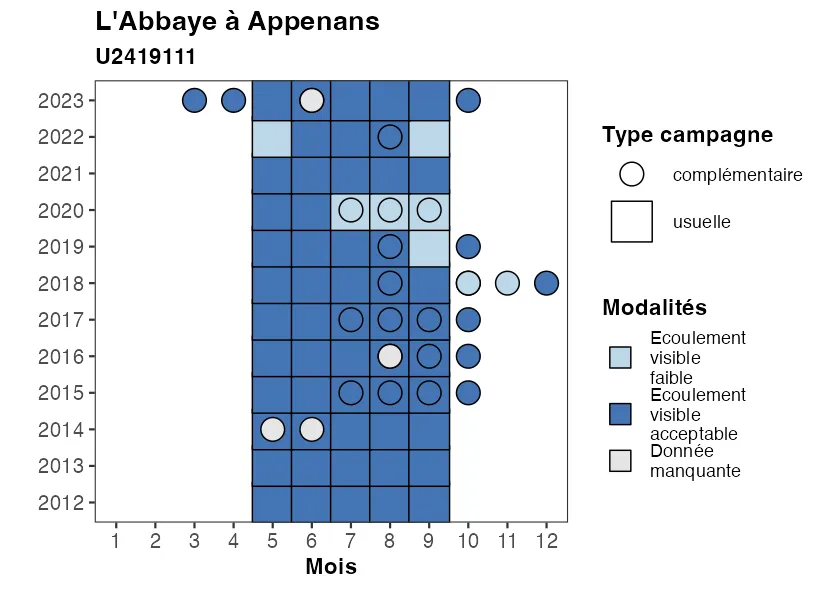 L'Abbaye à Appenans
U2419111
2023
2022
2021
2020
2019
2018
2017
2016
2015
2014
2013
2012
1 2 3 4 5 6 7 8 9 10 11 12
Mois
Type campagne
complémentaire
usuelle
Modalités
Ecoulement
visible
faible
Ecoulement
visible
acceptable
Donnée
manquante